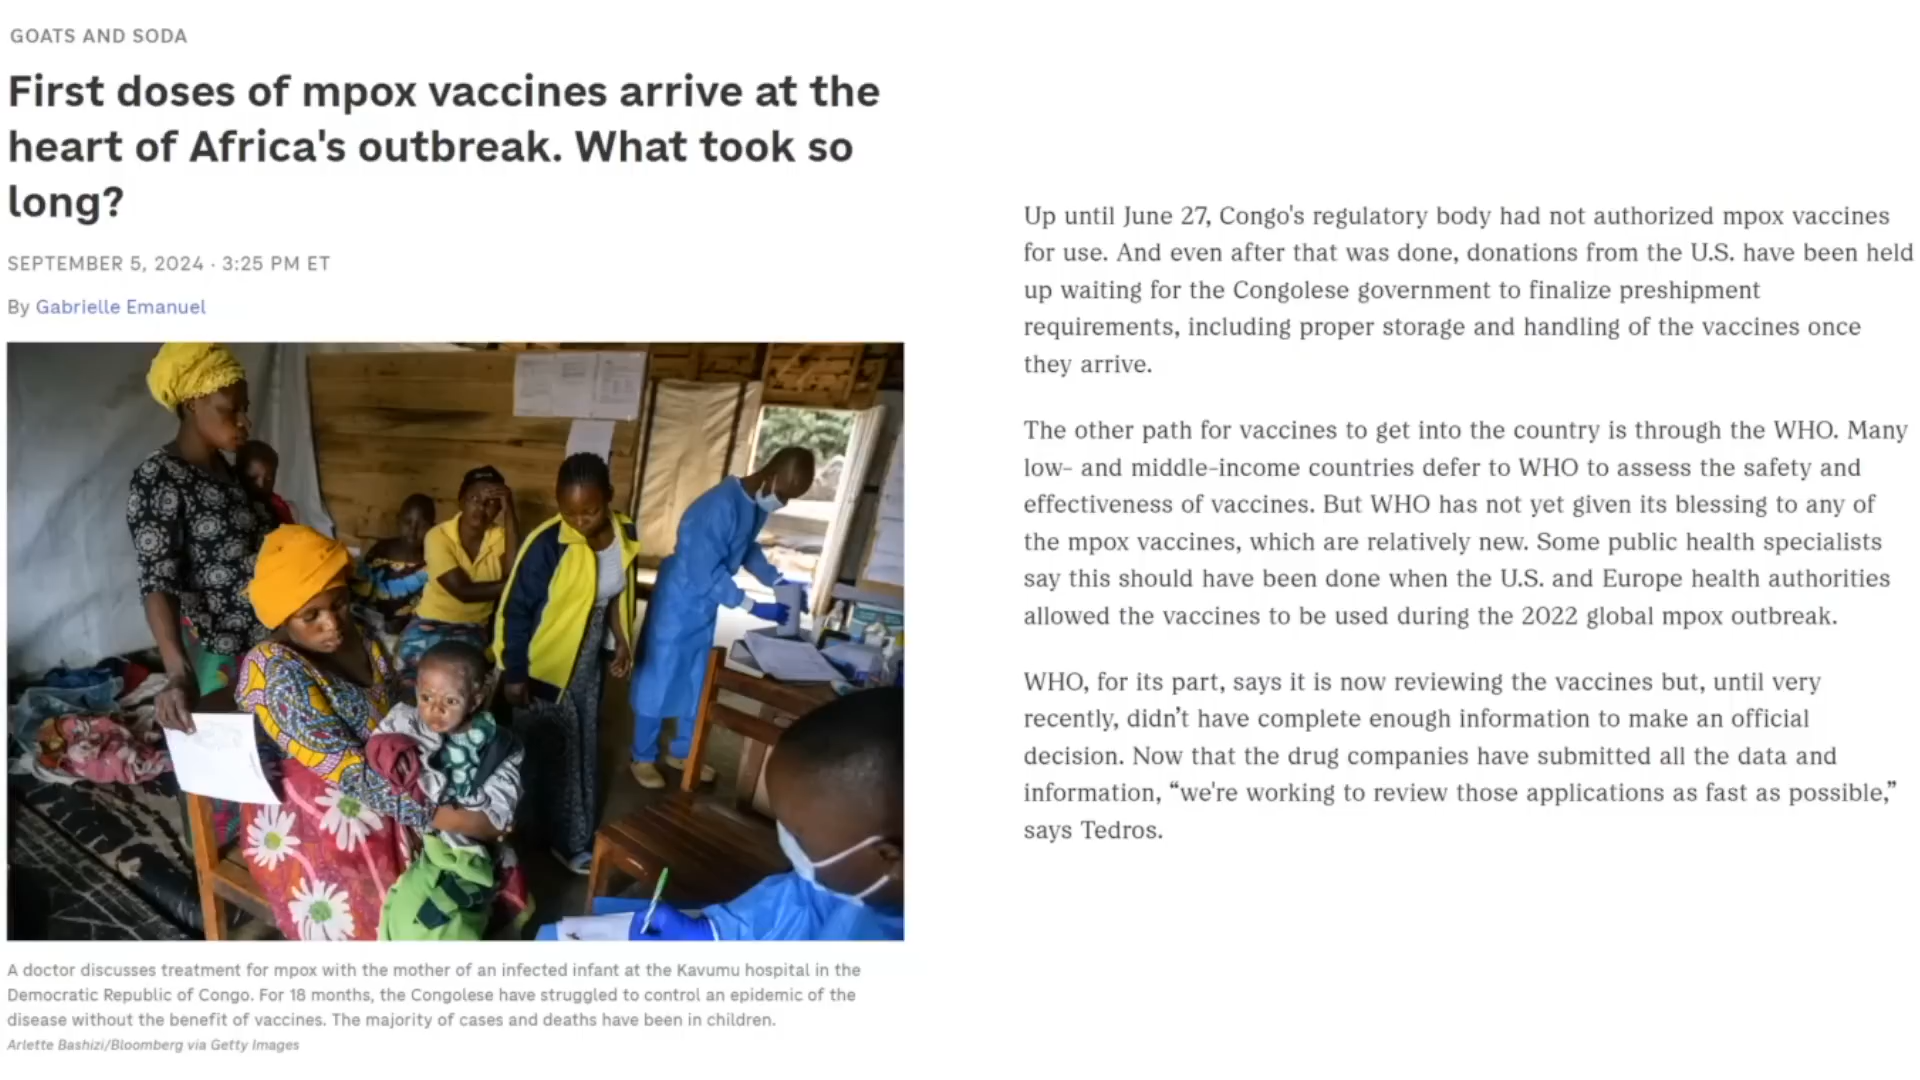 GOATS AND SODA
First doses of mpox vaccines arrive at the
heart of Africa's outbreak. What took so
long?
SEPTEMBER 5, 2024 · 3:25 PM ET
By Gabrielle Emanuel
A doctor discusses treatment for mpox with the mother of an infected infant at the Kavumu hospital in the
Democratic Republic of Congo. For 18 months, the Congolese have struggled to control an epidemic of the
disease without the benefit of vaccines. The majority of cases and deaths have been in children.
Arlette Bashizi/Bloomberg via Getty Images
Up until June 27, Congo's regulatory body had not authorized mpox vaccines
for use. And even after that was done, donations from the U.S. have been held
up waiting for the Congolese government to finalize preshipment
requirements, including proper storage and handling of the vaccines once
they arrive.
The other path for vaccines to get into the country is through the WHO. Many
low- and middle-income countries defer to WHO to assess the safety and
effectiveness of vaccines. But WHO has not yet given its blessing to any of
the mpox vaccines, which are relatively new. Some public health specialists
say this should have been done when the U.S. and Europe health authorities
allowed the vaccines to be used during the 2022 global mpox outbreak.
WHO, for its part, says it is now reviewing the vaccines but, until very
recently, didn’t have complete enough information to make an official
decision. Now that the drug companies have submitted all the data and
information, “we're working to review those applications as fast as possible,”
says Tedros.